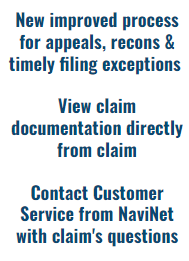 New improved process
for appeals, recons &
timely filing exceptions
View claim
documentation directly
from claim
Contact Customer
Service from NaviNet
with claim's questions